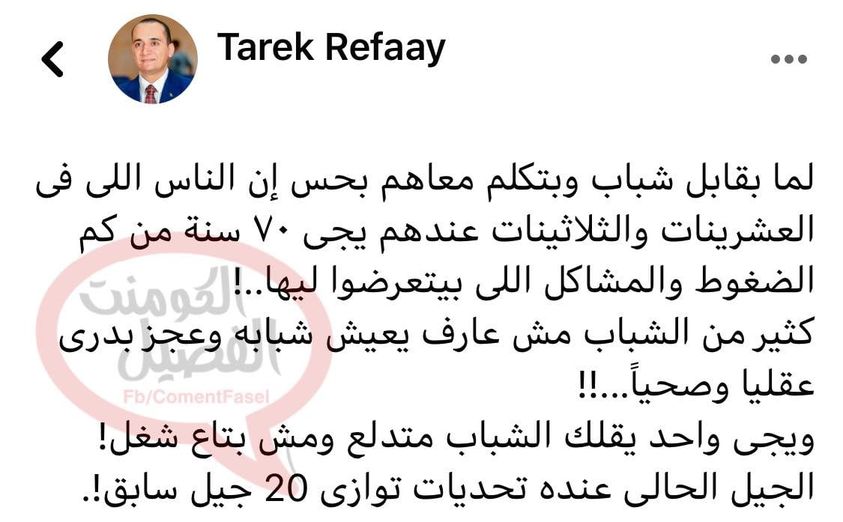 Tarek Refaay
لما بقابل شباب وبتكلم معاهم بحس إن الناس اللى فى
العشرينات والثلاثينات عندهم يجى ٧٠ سنة من كم
الضغوط والمشاكل اللى بيتعرضوا ليها..!
كثير من الشباب مش عارف يعيش شبابه وعجز بدرى
عقليا وصحياً...!!
ويجى واحد يقلك الشباب متدلع ومش بتاع شغل!
الجيل الحالى عنده تحديات توازى 20 جيل سابق!.
الكومنت
الفصيل
Fb/ComentFasel